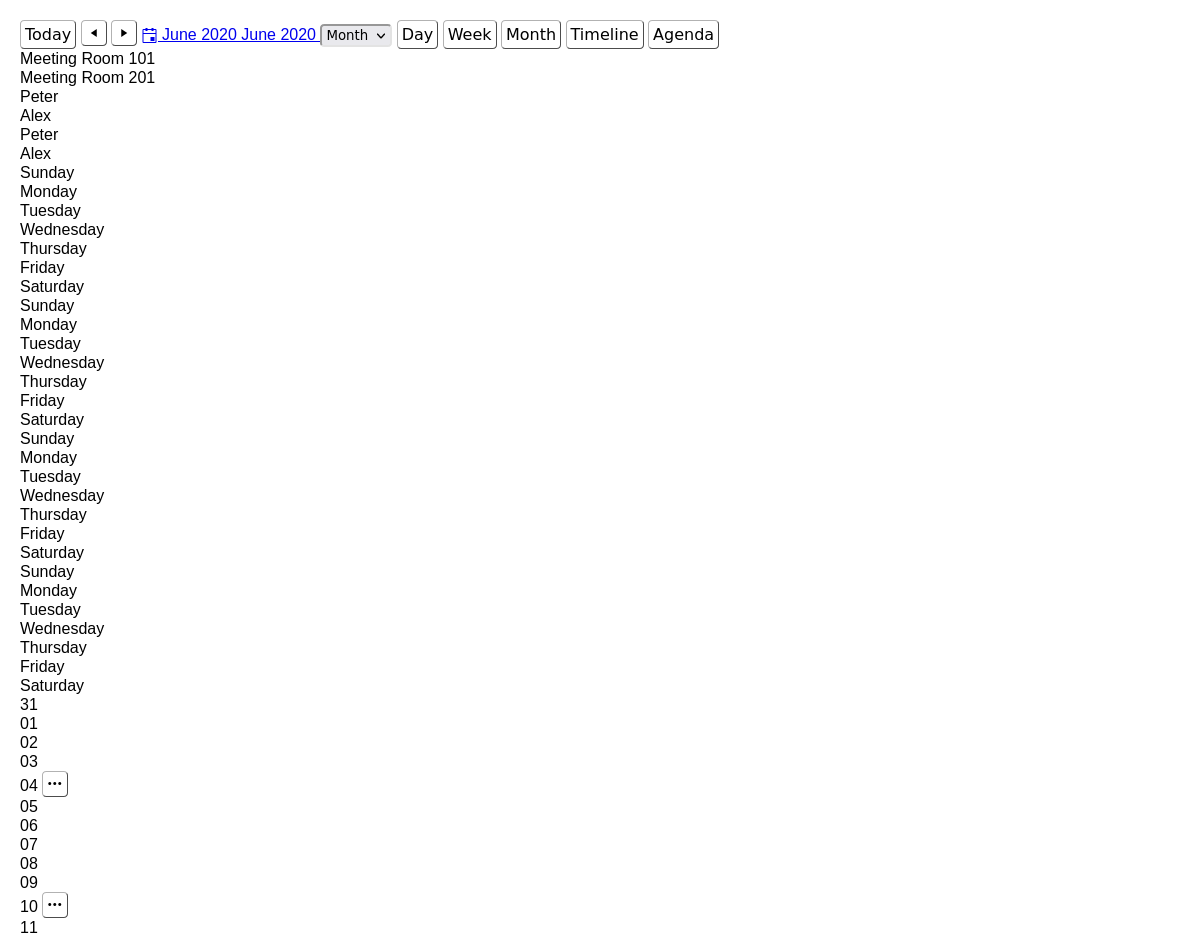 Today June 2020 June 2020 Month Day Week Month Timeline Agenda
Meeting Room 101
Meeting Room 201
Peter
Alex
Peter
Alex
Sunday
Monday
Tuesday
Wednesday
Thursday
Friday
Saturday
Sunday
Monday
Tuesday
Wednesday
Thursday
Friday
Saturday
Sunday
Monday
Tuesday
Wednesday
Thursday
Friday
Saturday
Sunday
Monday
Tuesday
Wednesday
Thursday
Friday
Saturday
31
01
02
03
04
05
06
07
08
09
10
11